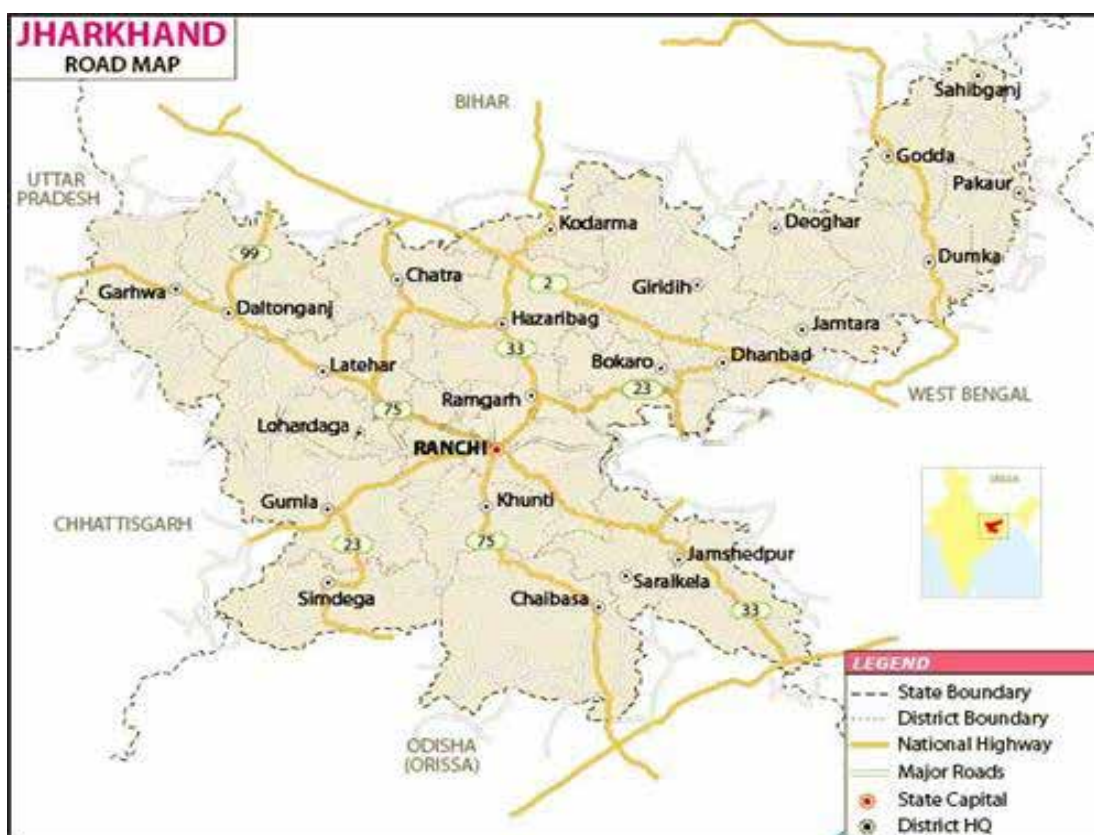 JHARKHAND
ROAD MAP
BIHAR
Sahibganj
Godda
UTTAR
PRADESH
Pakaur
Kodarma
Deoghar
99
Dumka
Chatra
2
Garhwa
Giridih
Daltonganj
Hazaribag
Jamtara
33
Latehar
Bokaro
Dhanbad
23
Ramgarh
WEST BENGAL
75
Lohardaga
RANCHI
INDIA
Gumla
Khunti
CHHATTISGARH
23
75
Jamshedpur
Saraikela
Simdega
Chaibasa
33
ODISHA
(ORISSA)
LEGEND
State Boundary
District Boundary
National Highway
Major Roads
State Capital
District HQ